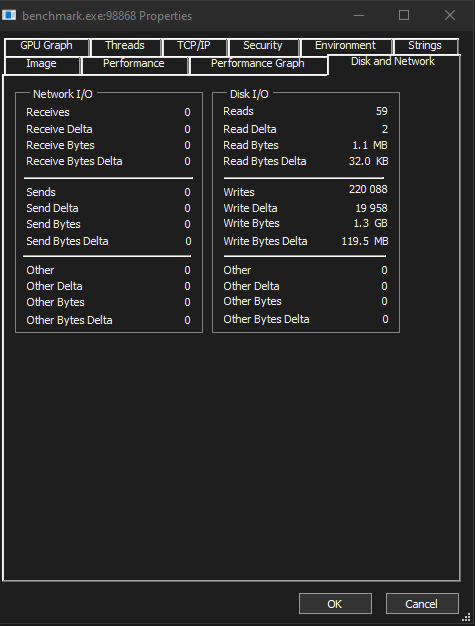 benchmark.exe:98868 Properties
GPU Graph Threads TCP/IP Security Environment Strings
Image Performance Performance Graph Disk and Network
Network I/O
Receives 0
Receive Delta 0
Receive Bytes 0
Receive Bytes Delta 0
Sends 0
Send Delta 0
Send Bytes 0
Send Bytes Delta 0
Other 0
Other Delta 0
Other Bytes 0
Other Bytes Delta 0
Disk I/O
Reads 59
Read Delta 2
Read Bytes 1.1 MB
Read Bytes Delta 32.0 KB
Writes 220 088
Write Delta 19 958
Write Bytes 1.3 GB
Write Bytes Delta 119.5 MB
Other 0
Other Delta 0
Other Bytes 0
Other Bytes Delta 0
OK Cancel